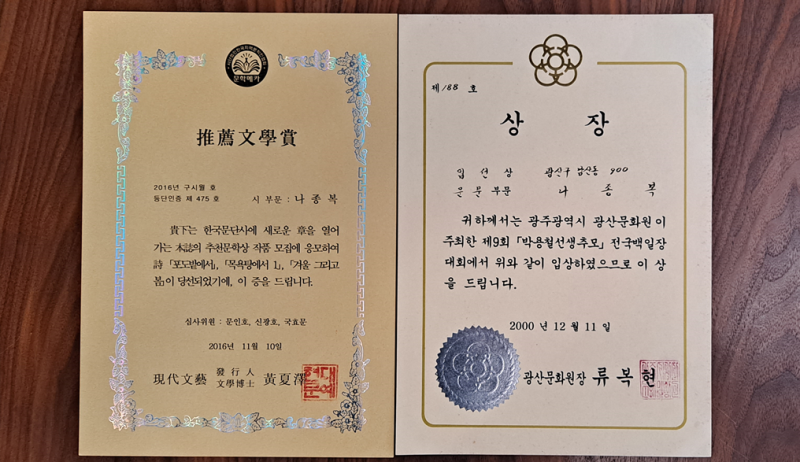 문학메카
推薦文學賞
2016년 구시월 호
등단인증 제 475 호
시 부문 : 나 종 복
貴下는 한국문단사에 새로운 章을 열어
가는 本誌의 추천문학상 작품 모집에 응모하여
詩 「포도밭에서」, 「목욕탕에서 1」, 「겨울 그리고
봄」이 당선되었기에, 이 증을 드립니다.
심사위원 : 문인호, 신광호, 국효문
2016년 11월 10일
現代文藝 發行人 文學博士 黃夏澤
제 188 호
상 장
입 선 상 광산구 남산동 900
운문부문 나 종 복
귀하께서는 광주광역시 광산문화원이
주최한 제9회 「박용철선생추모」 전국백일장
대회에서 위와 같이 입상하였으므로 이 상
을 드립니다.
2000 년 12 월 11 일
광산문화원장 류 복 현